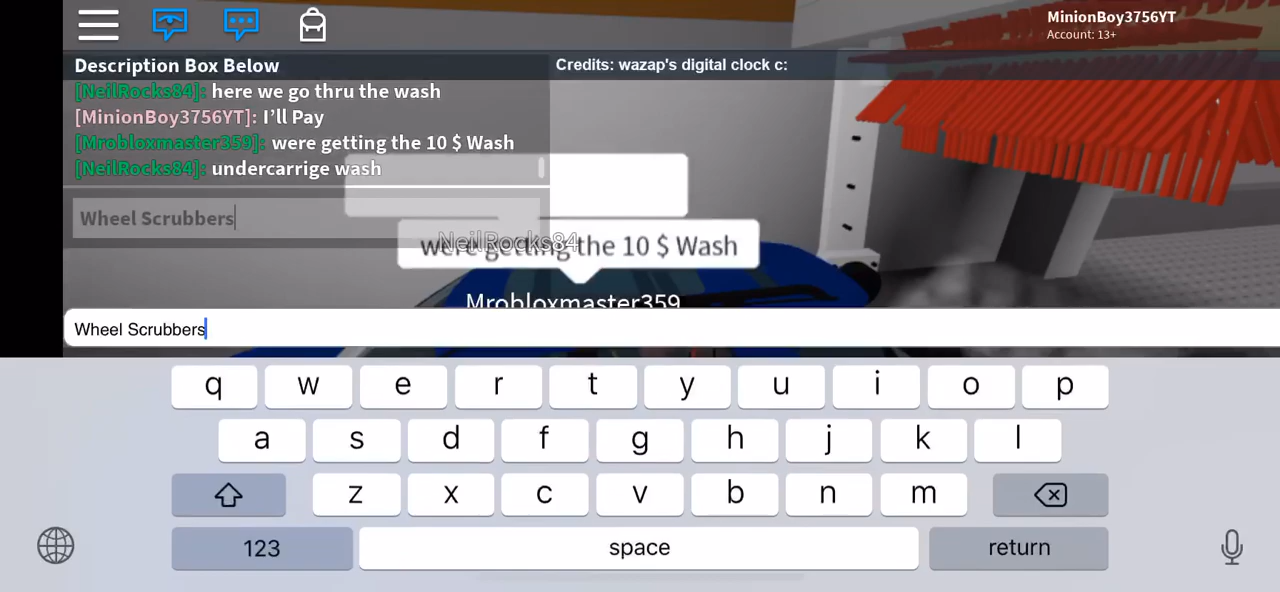 MinionBoy3756YT
Account: 13+
Description Box Below
Credits: wazap's digital clock c:
[NeilRocks84]: here we go thru the wash
[MinionBoy3756YT]: I'll Pay
[Mrobloxmaster359]: were getting the 10 $ Wash
[NeilRocks84]: undercarrige wash
Wheel Scrubbers
NeilRocks84
were getting the 10 $ Wash
Mrobloxmaster359
Wheel Scrubbers
q w e r t y u i o p
a s d f g h j k l
z x c v b n m
123 space return